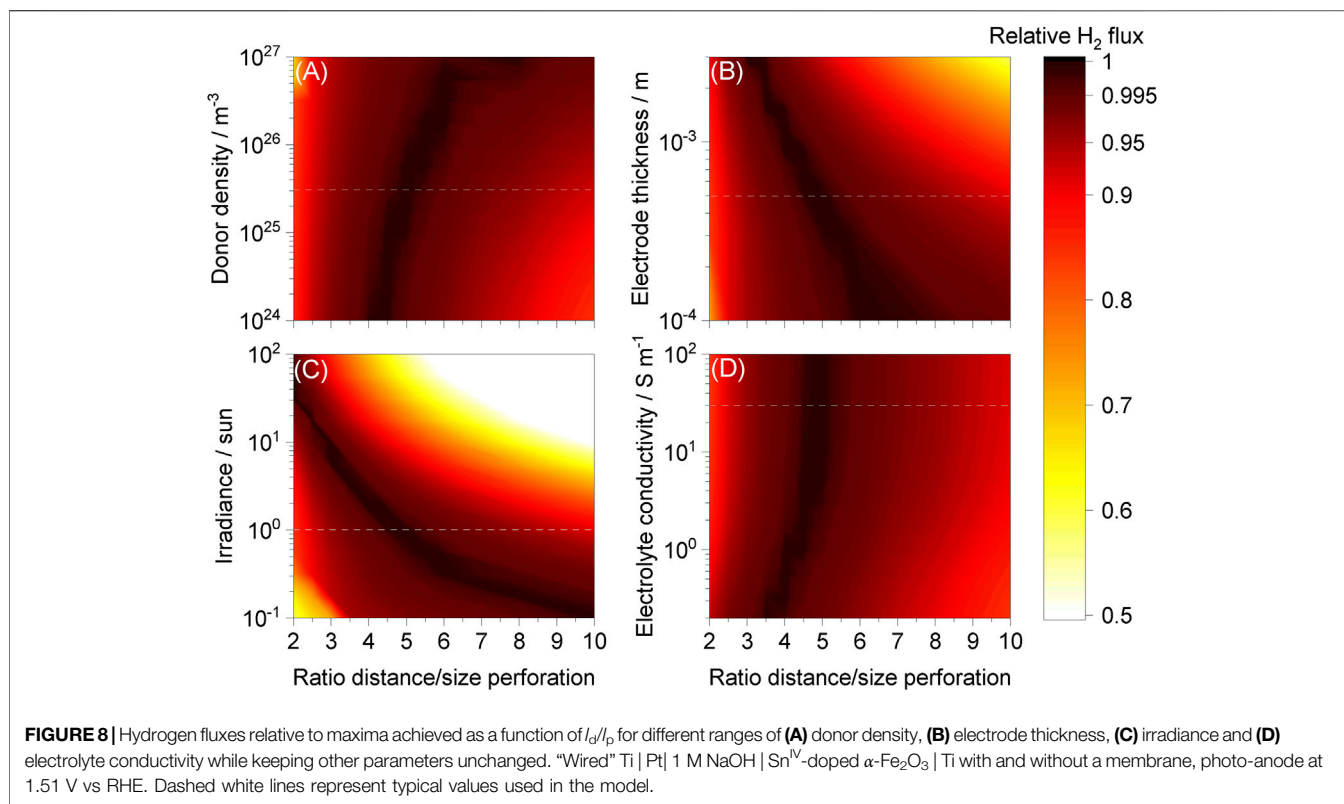 Relative H₂ flux
10²⁷
10²⁶
10²⁵
10²⁴
Donor density / m⁻³
(A)
10⁻³
10⁻⁴
Electrode thickness / m
(B)
1
0.995
0.95
0.9
0.8
0.7
0.6
0.5
10²
10¹
10⁰
10⁻¹
Irradiance / sun
(C)
2 3 4 5 6 7 8 9 10
Ratio distance/size perforation
10²
10¹
10⁰
Electrolyte conductivity / S m⁻¹
(D)
2 3 4 5 6 7 8 9 10
Ratio distance/size perforation
FIGURE 8 | Hydrogen fluxes relative to maxima achieved as a function of l_d/l_p for different ranges of (A) donor density, (B) electrode thickness, (C) irradiance and (D)
electrolyte conductivity while keeping other parameters unchanged. “Wired” Ti | Pt| 1 M NaOH | Sn^IV-doped α-Fe₂O₃ | Ti with and without a membrane, photo-anode at
1.51 V vs RHE. Dashed white lines represent typical values used in the model.